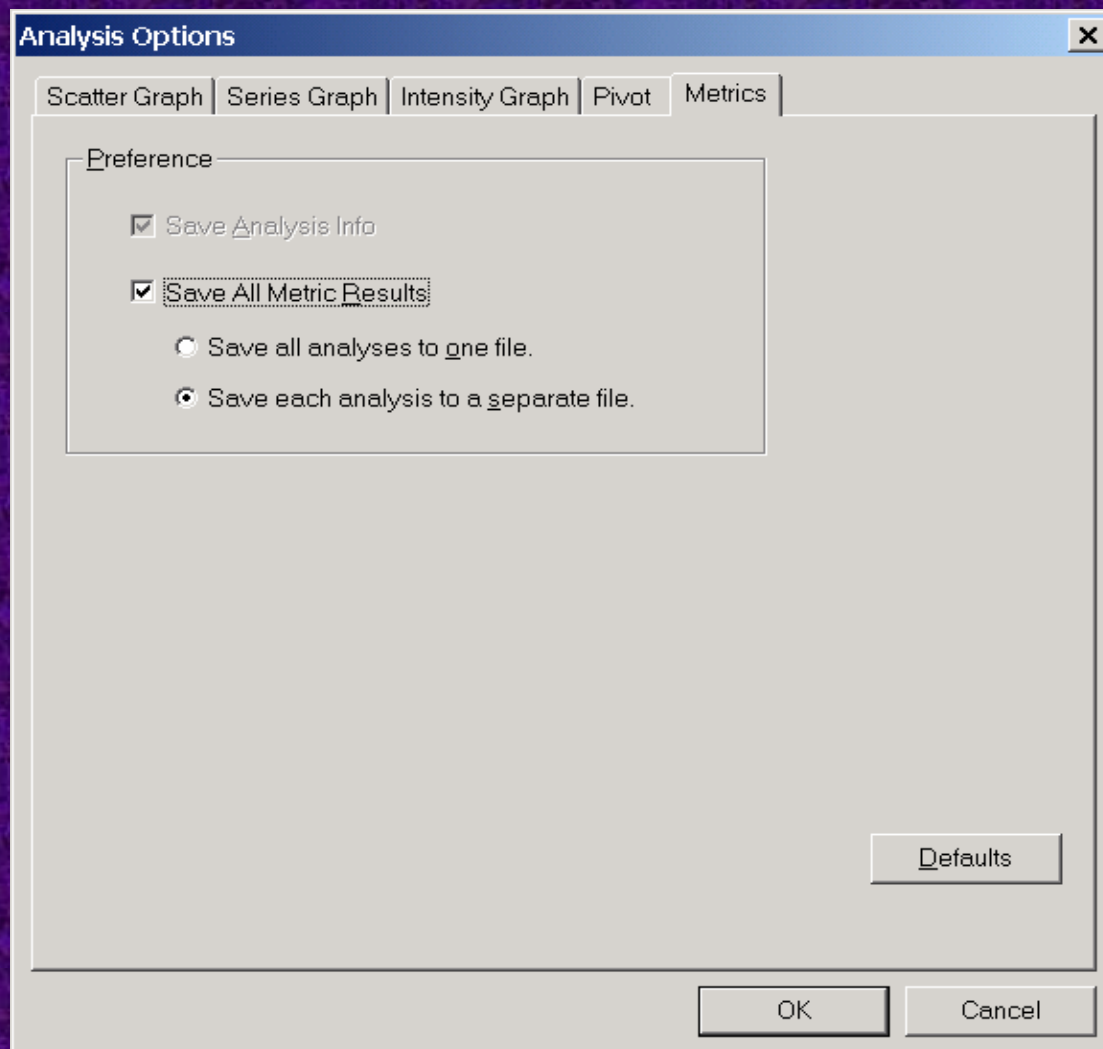 Analysis Options
Scatter Graph Series Graph Intensity Graph Pivot Metrics
Preference
Save Analysis Info
Save All Metric Results
Save all analyses to one file.
Save each analysis to a separate file.
Defaults
OK Cancel